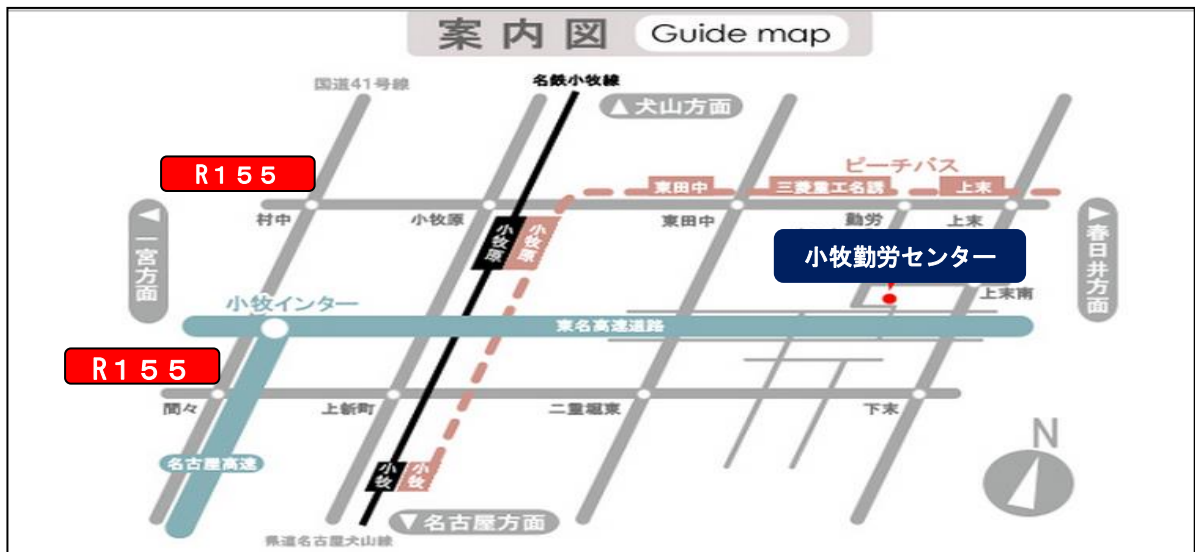 案内図 Guide map
国道41号線
名鉄小牧線
▲犬山方面
R155
ピーチバス
東田中
三菱重工名誘
上末
村中
小牧原
東田中
勤労
上末
◀一宮方面
小牧原
小牧原
小牧勤労センター
▶春日井方面
上末南
小牧インター
東名高速道路
R155
間々
上新町
二重堀東
下末
名古屋高速
小牧
小牧
N
▼名古屋方面
県道名古屋犬山線